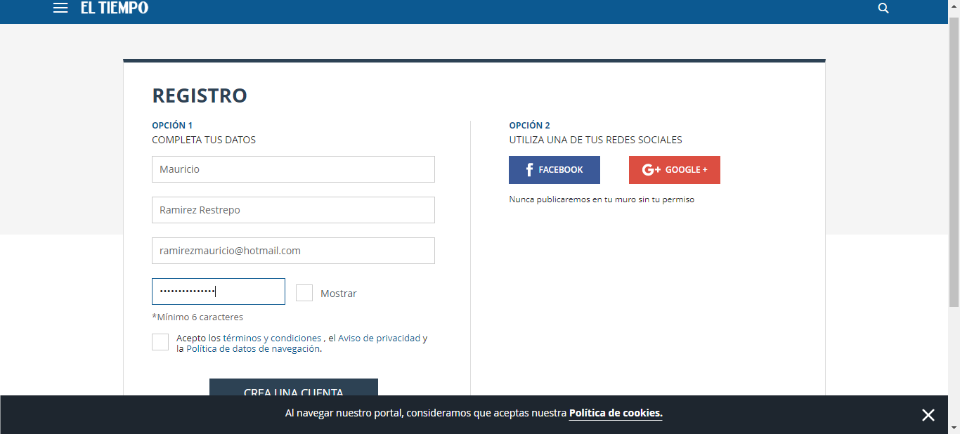 EL TIEMPO
REGISTRO
OPCIÓN 1
COMPLETA TUS DATOS
Mauricio
Ramirez Restrepo
ramirezmauricio@hotmail.com
Mostrar
*Mínimo 6 caracteres
Acepto los términos y condiciones , el Aviso de privacidad y
la Política de datos de navegación.
CREA UNA CUENTA
OPCIÓN 2
UTILIZA UNA DE TUS REDES SOCIALES
FACEBOOK
G+ GOOGLE +
Nunca publicaremos en tu muro sin tu permiso
Al navegar nuestro portal, consideramos que aceptas nuestra Política de cookies.